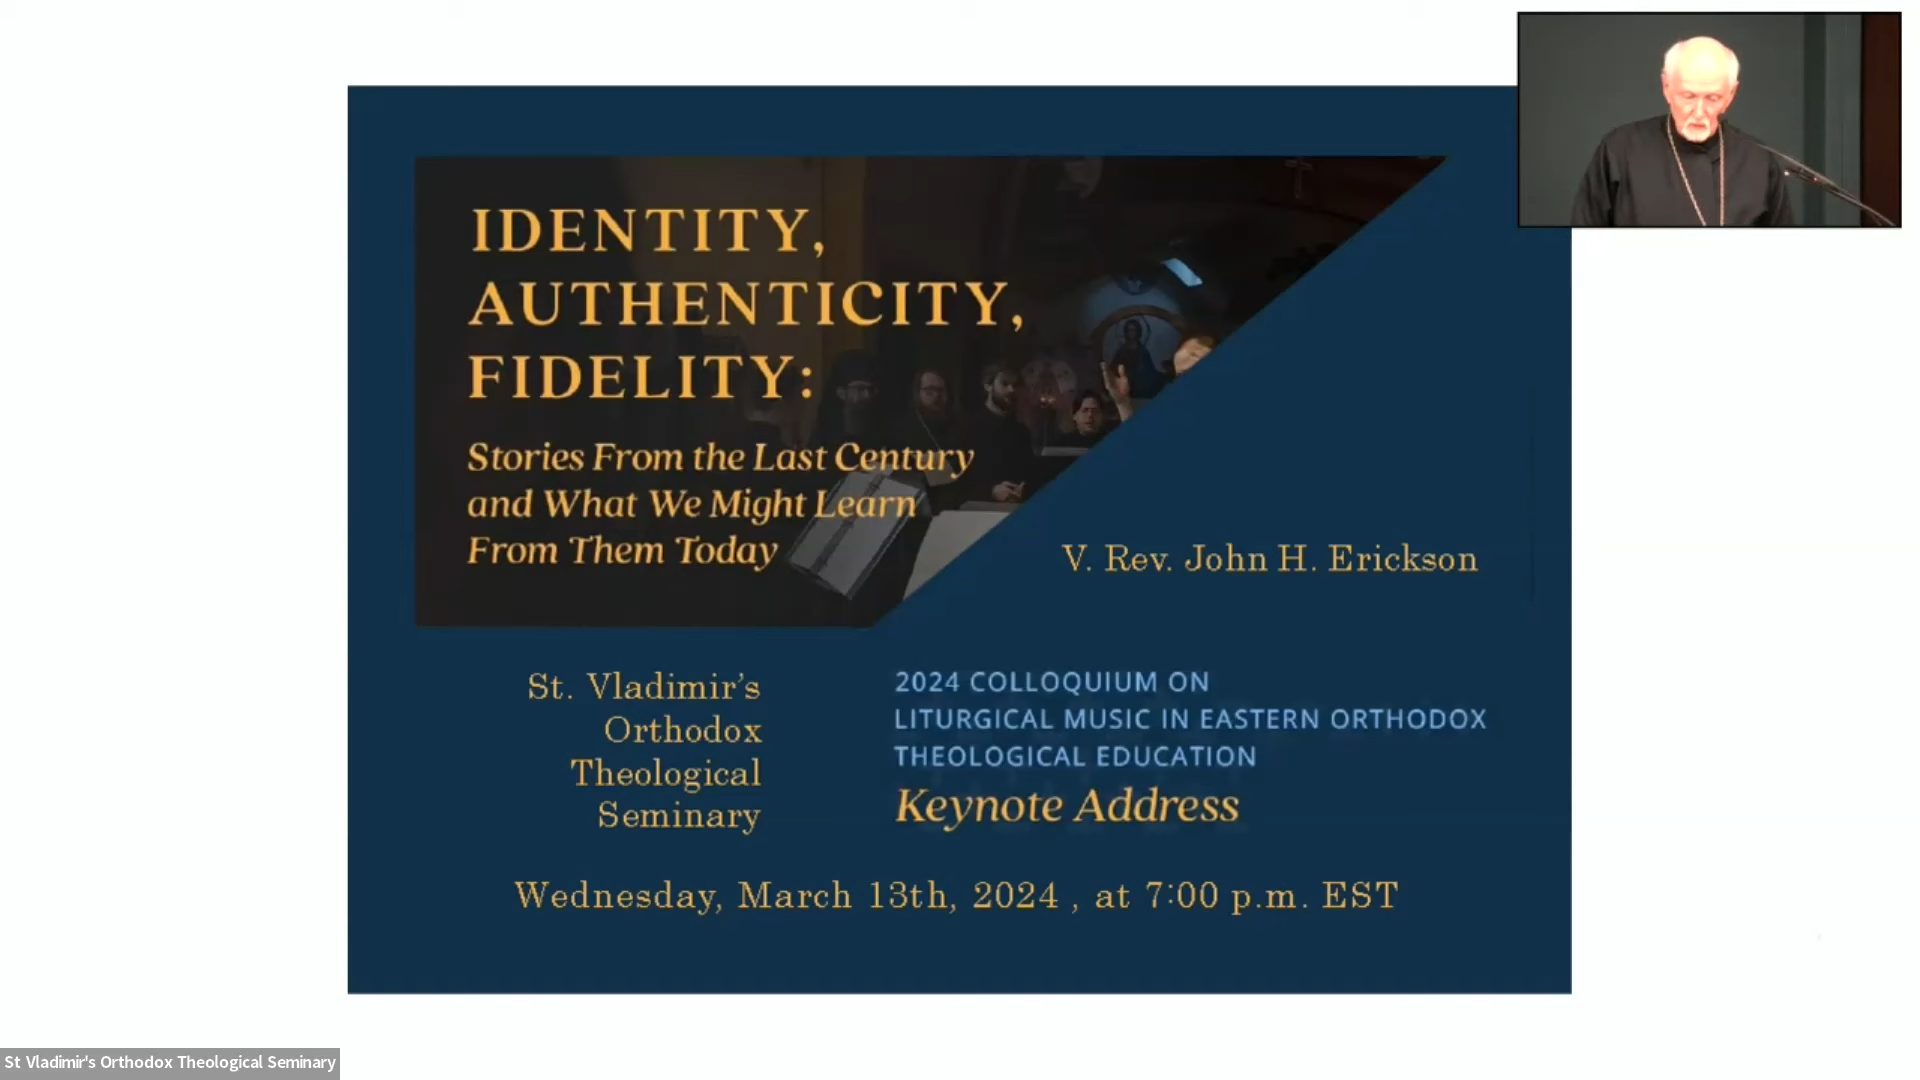 IDENTITY,
AUTHENTICITY,
FIDELITY:
Stories From the Last Century
and What We Might Learn
From Them Today
V. Rev. John H. Erickson
St. Vladimir's
Orthodox
Theological
Seminary
2024 COLLOQUIUM ON
LITURGICAL MUSIC IN EASTERN ORTHODOX
THEOLOGICAL EDUCATION
Keynote Address
Wednesday, March 13th, 2024 , at 7:00 p.m. EST
St Vladimir's Orthodox Theological Seminary